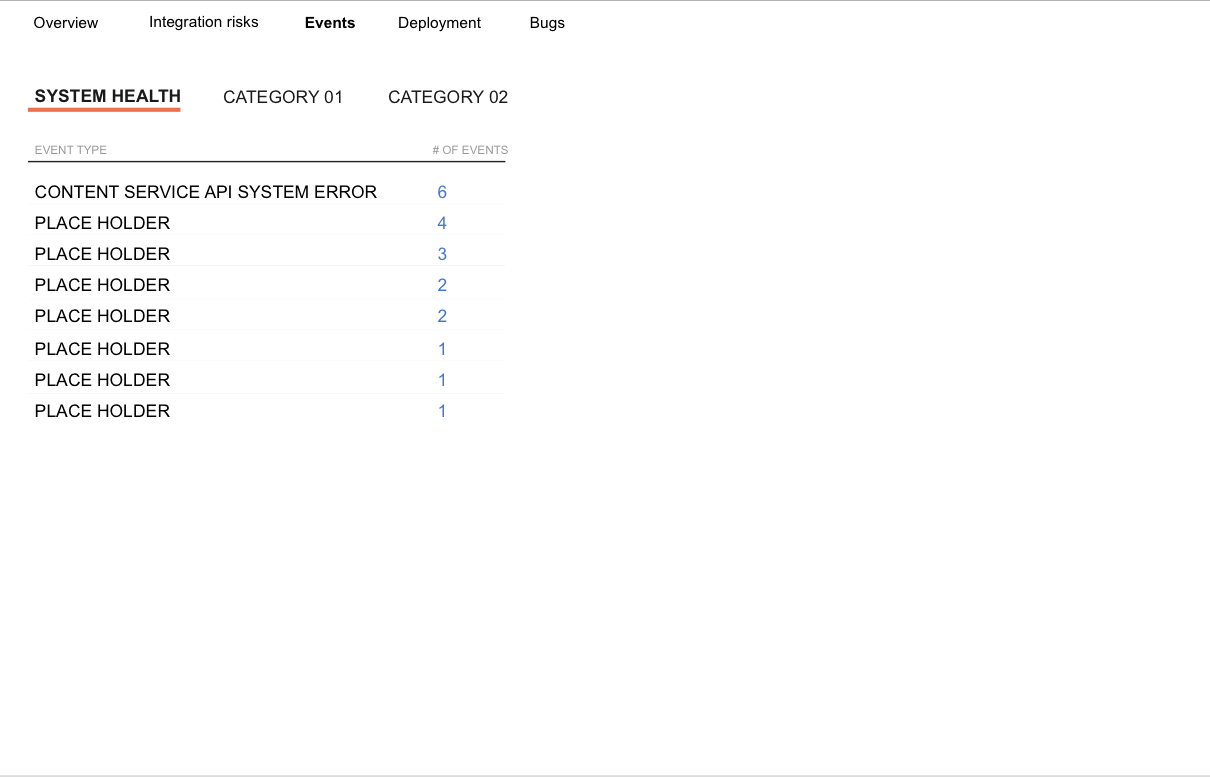 Overview Integration risks Events Deployment Bugs
SYSTEM HEALTH CATEGORY 01 CATEGORY 02
EVENT TYPE # OF EVENTS
CONTENT SERVICE API SYSTEM ERROR 6
PLACE HOLDER 4
PLACE HOLDER 3
PLACE HOLDER 2
PLACE HOLDER 2
PLACE HOLDER 1
PLACE HOLDER 1
PLACE HOLDER 1